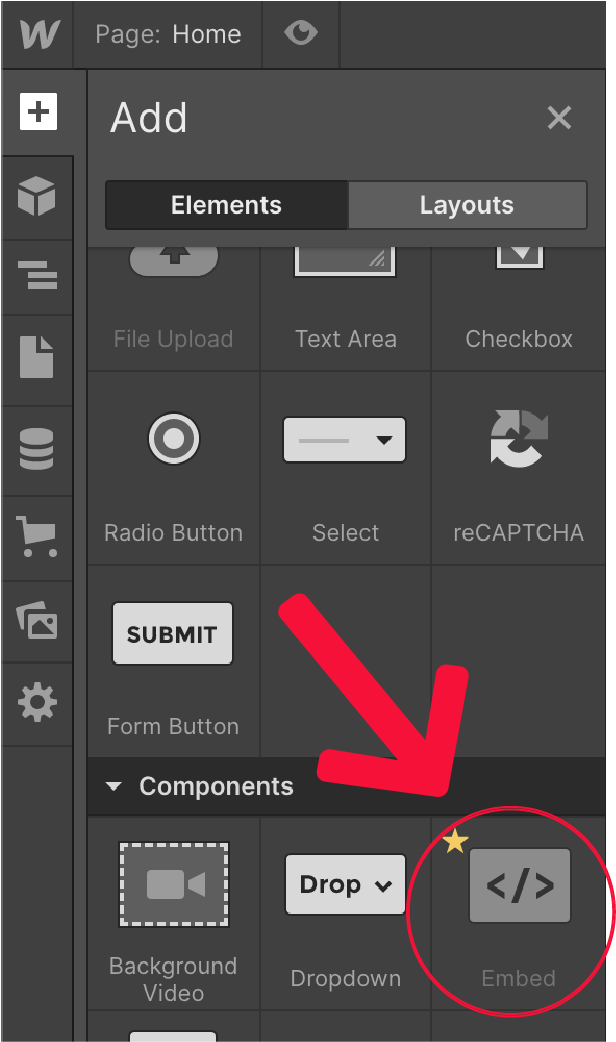 W Page: Home
Add
Elements Layouts
File Upload Text Area Checkbox
Radio Button Select reCAPTCHA
SUBMIT
Form Button
Components
Drop </>
Background
Video Dropdown Embed